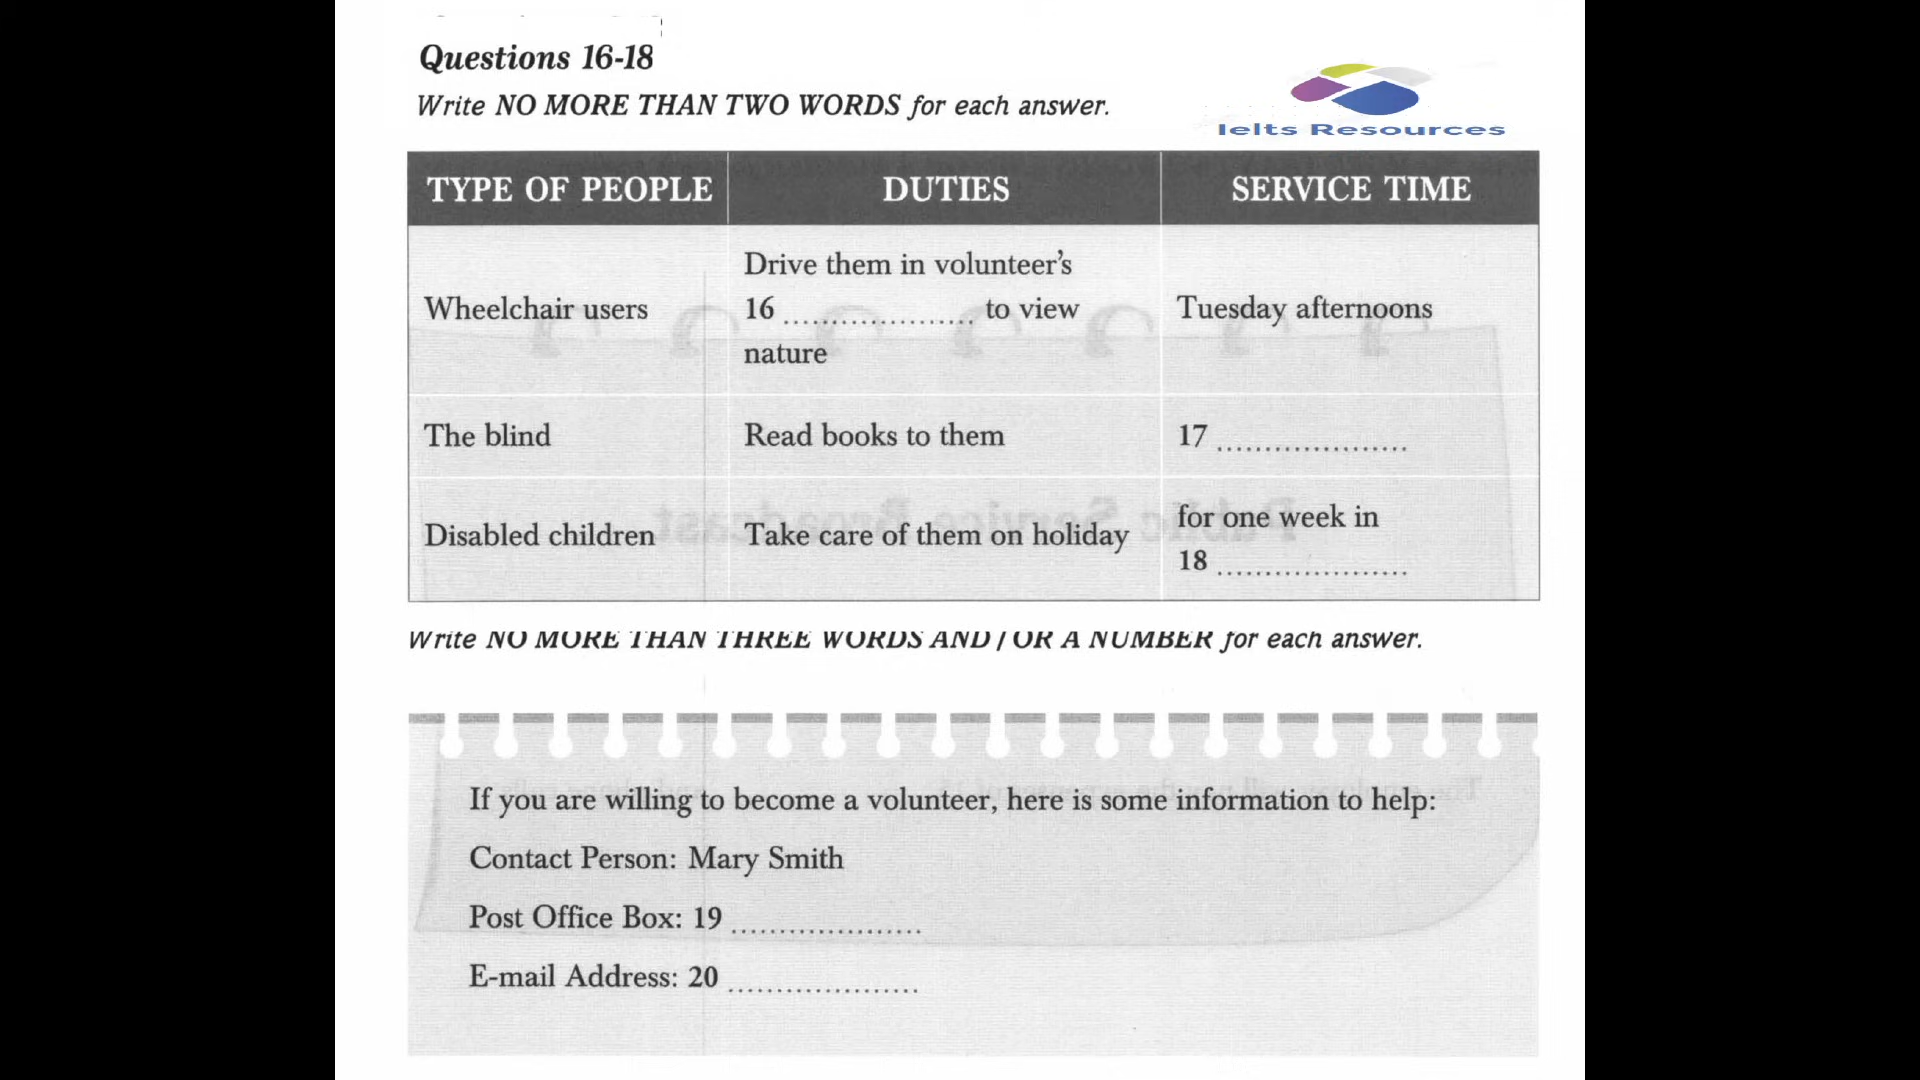 Questions 16-18
Write NO MORE THAN TWO WORDS for each answer.
Ielts Resources
TYPE OF PEOPLE DUTIES SERVICE TIME
Wheelchair users
Drive them in volunteer's
16 .................... to view
nature
Tuesday afternoons
The blind
Read books to them
17 ....................
Disabled children
Take care of them on holiday
for one week in
18 ....................
Write NO MORE THAN THREE WORDS AND / OR A NUMBER for each answer.
If you are willing to become a volunteer, here is some information to help:
Contact Person: Mary Smith
Post Office Box: 19 ....................
E-mail Address: 20 ....................